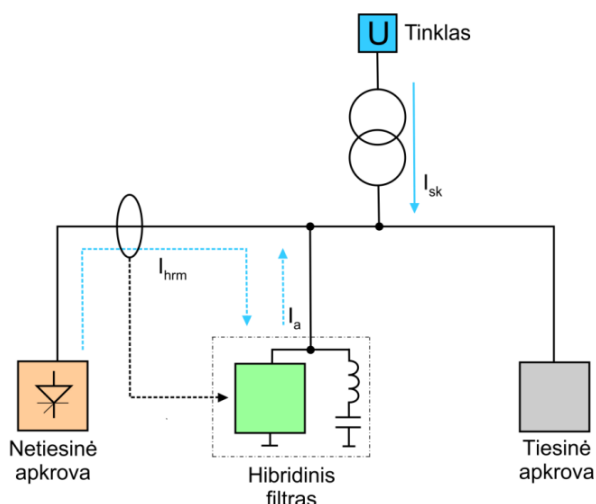 U Tinklas
I_sk
I_hrm
I_a
Netiesinė
apkrova
Hibridinis
filtras
Tiesinė
apkrova